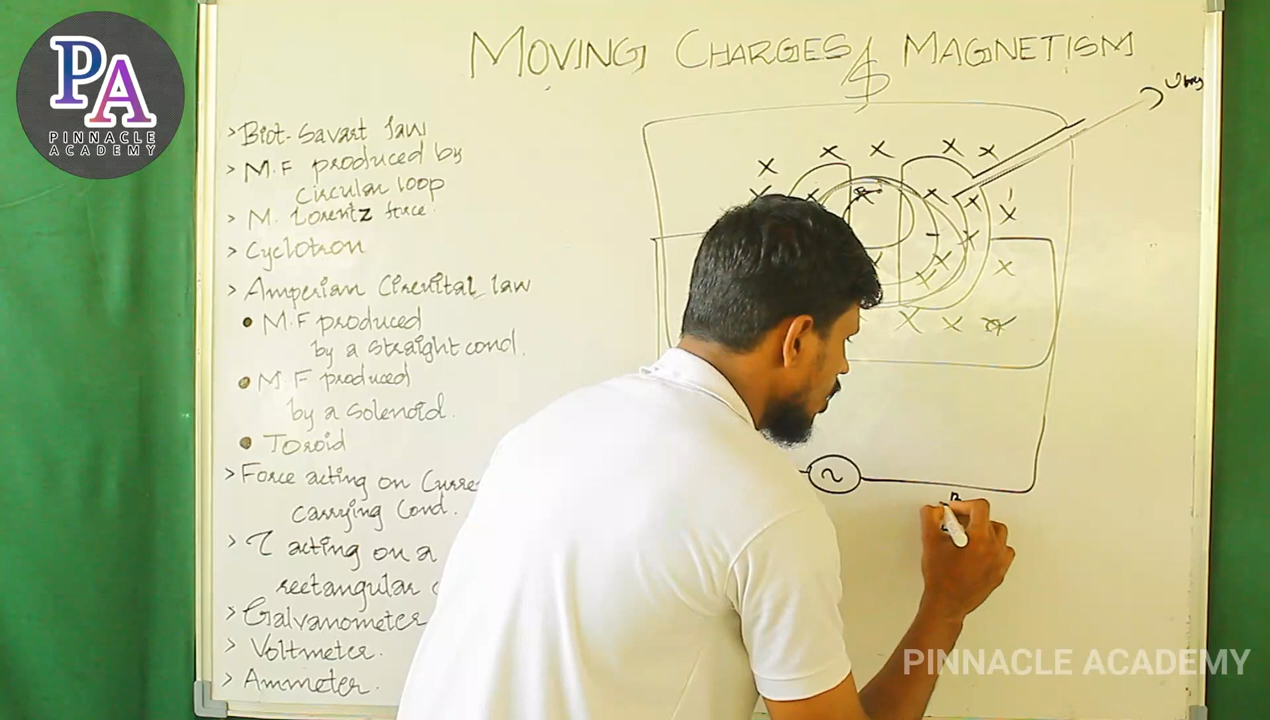 PA
PINNACLE
ACADEMY
MOVING CHARGES & MAGNETISM
> Biot-Savart law
> M.F produced by
circular loop
> M. Lorentz force.
> Cyclotron
> Amperian Circuital law
• M.F produced
by a straight cond.
• M.F produced
by a solenoid.
• Toroid
> Force acting on Curre
carrying Cond.
> τ acting on a
rectangular
> Galvanometer
> Voltmeter.
> Ammeter.
x x x x x
x x x x x
x x x x
x x x
~
PINNACLE ACADEMY